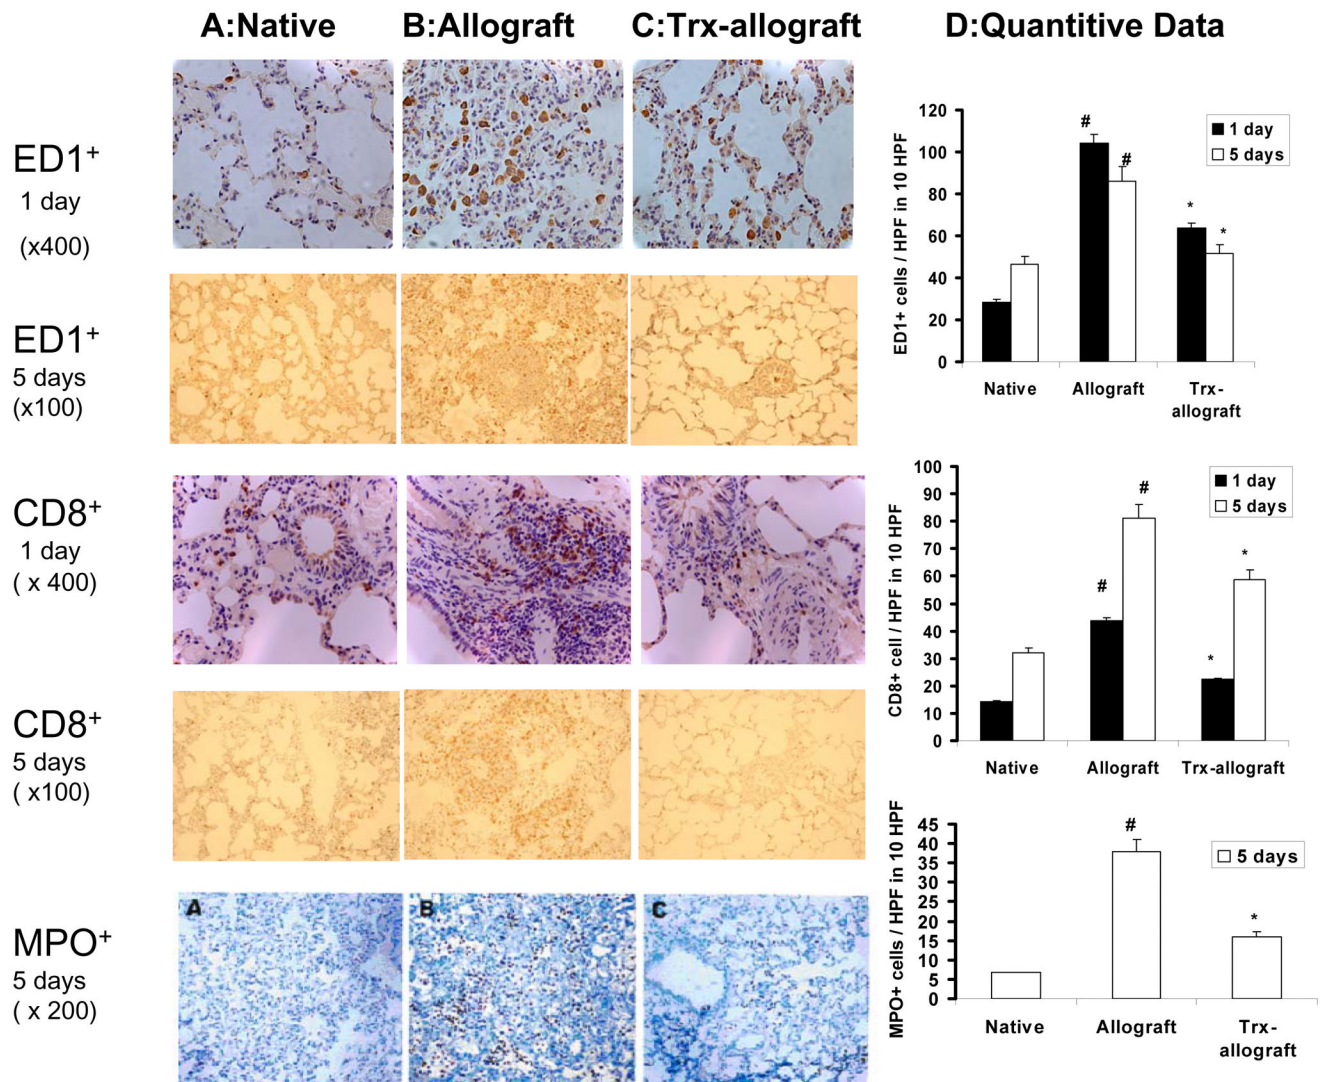 A:Native
B:Allograft
C:Trx-allograft
D:Quantitive Data
ED1+
1 day
(x400)
ED1+
5 days
(x100)
CD8+
1 day
( x 400)
CD8+
5 days
( x100)
MPO+
5 days
( x 200)
A
B
C
ED1+ cells / HPF in 10 HPF
120
100
80
60
40
20
0
1 day
5 days
#
#
*
*
Native
Allograft
Trx-
allograft
CD8+ cell / HPF in 10 HPF
100
90
80
70
60
50
40
30
20
10
0
1 day
5 days
#
#
*
*
Native
Allograft
Trx-allograft
MPO+ cells / HPF in 10 HPF
45
40
35
30
25
20
15
10
5
0
5 days
#
*
Native
Allograft
Trx-
allograft